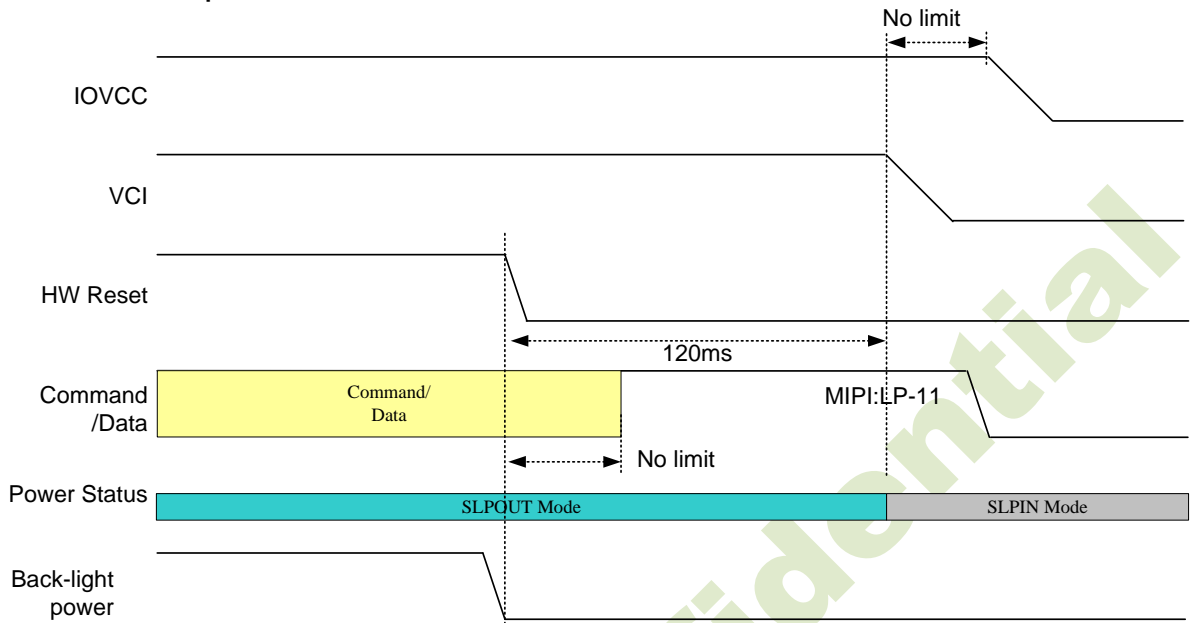 No limit
IOVCC
VCI
HW Reset
120ms
Command
/Data
Command/
Data
MIPI:LP-11
No limit
Power Status
SLPOUT Mode
SLPIN Mode
Back-light
power
fidential